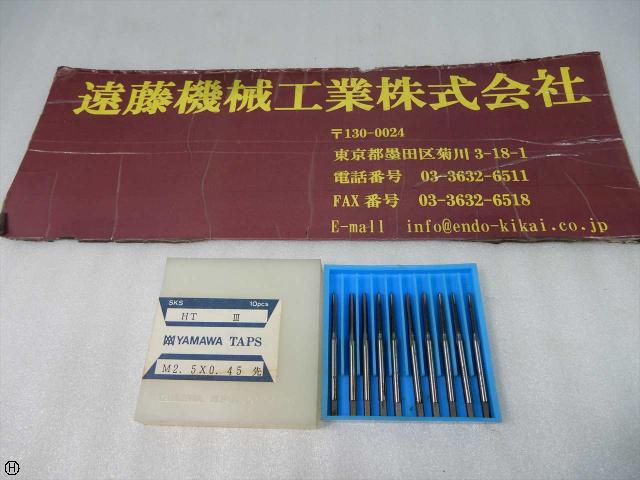 遠藤機械工業株式会社
〒130-0024
東京都墨田区菊川 3-18-1
電話番号 03-3632-6511
FAX 番号 03-3632-6518
E-mall info@endo-kikai.co.jp
SKS 10pcs
HT Ⅲ
YAMAWA TAPS
M2.5X0.45 先
H